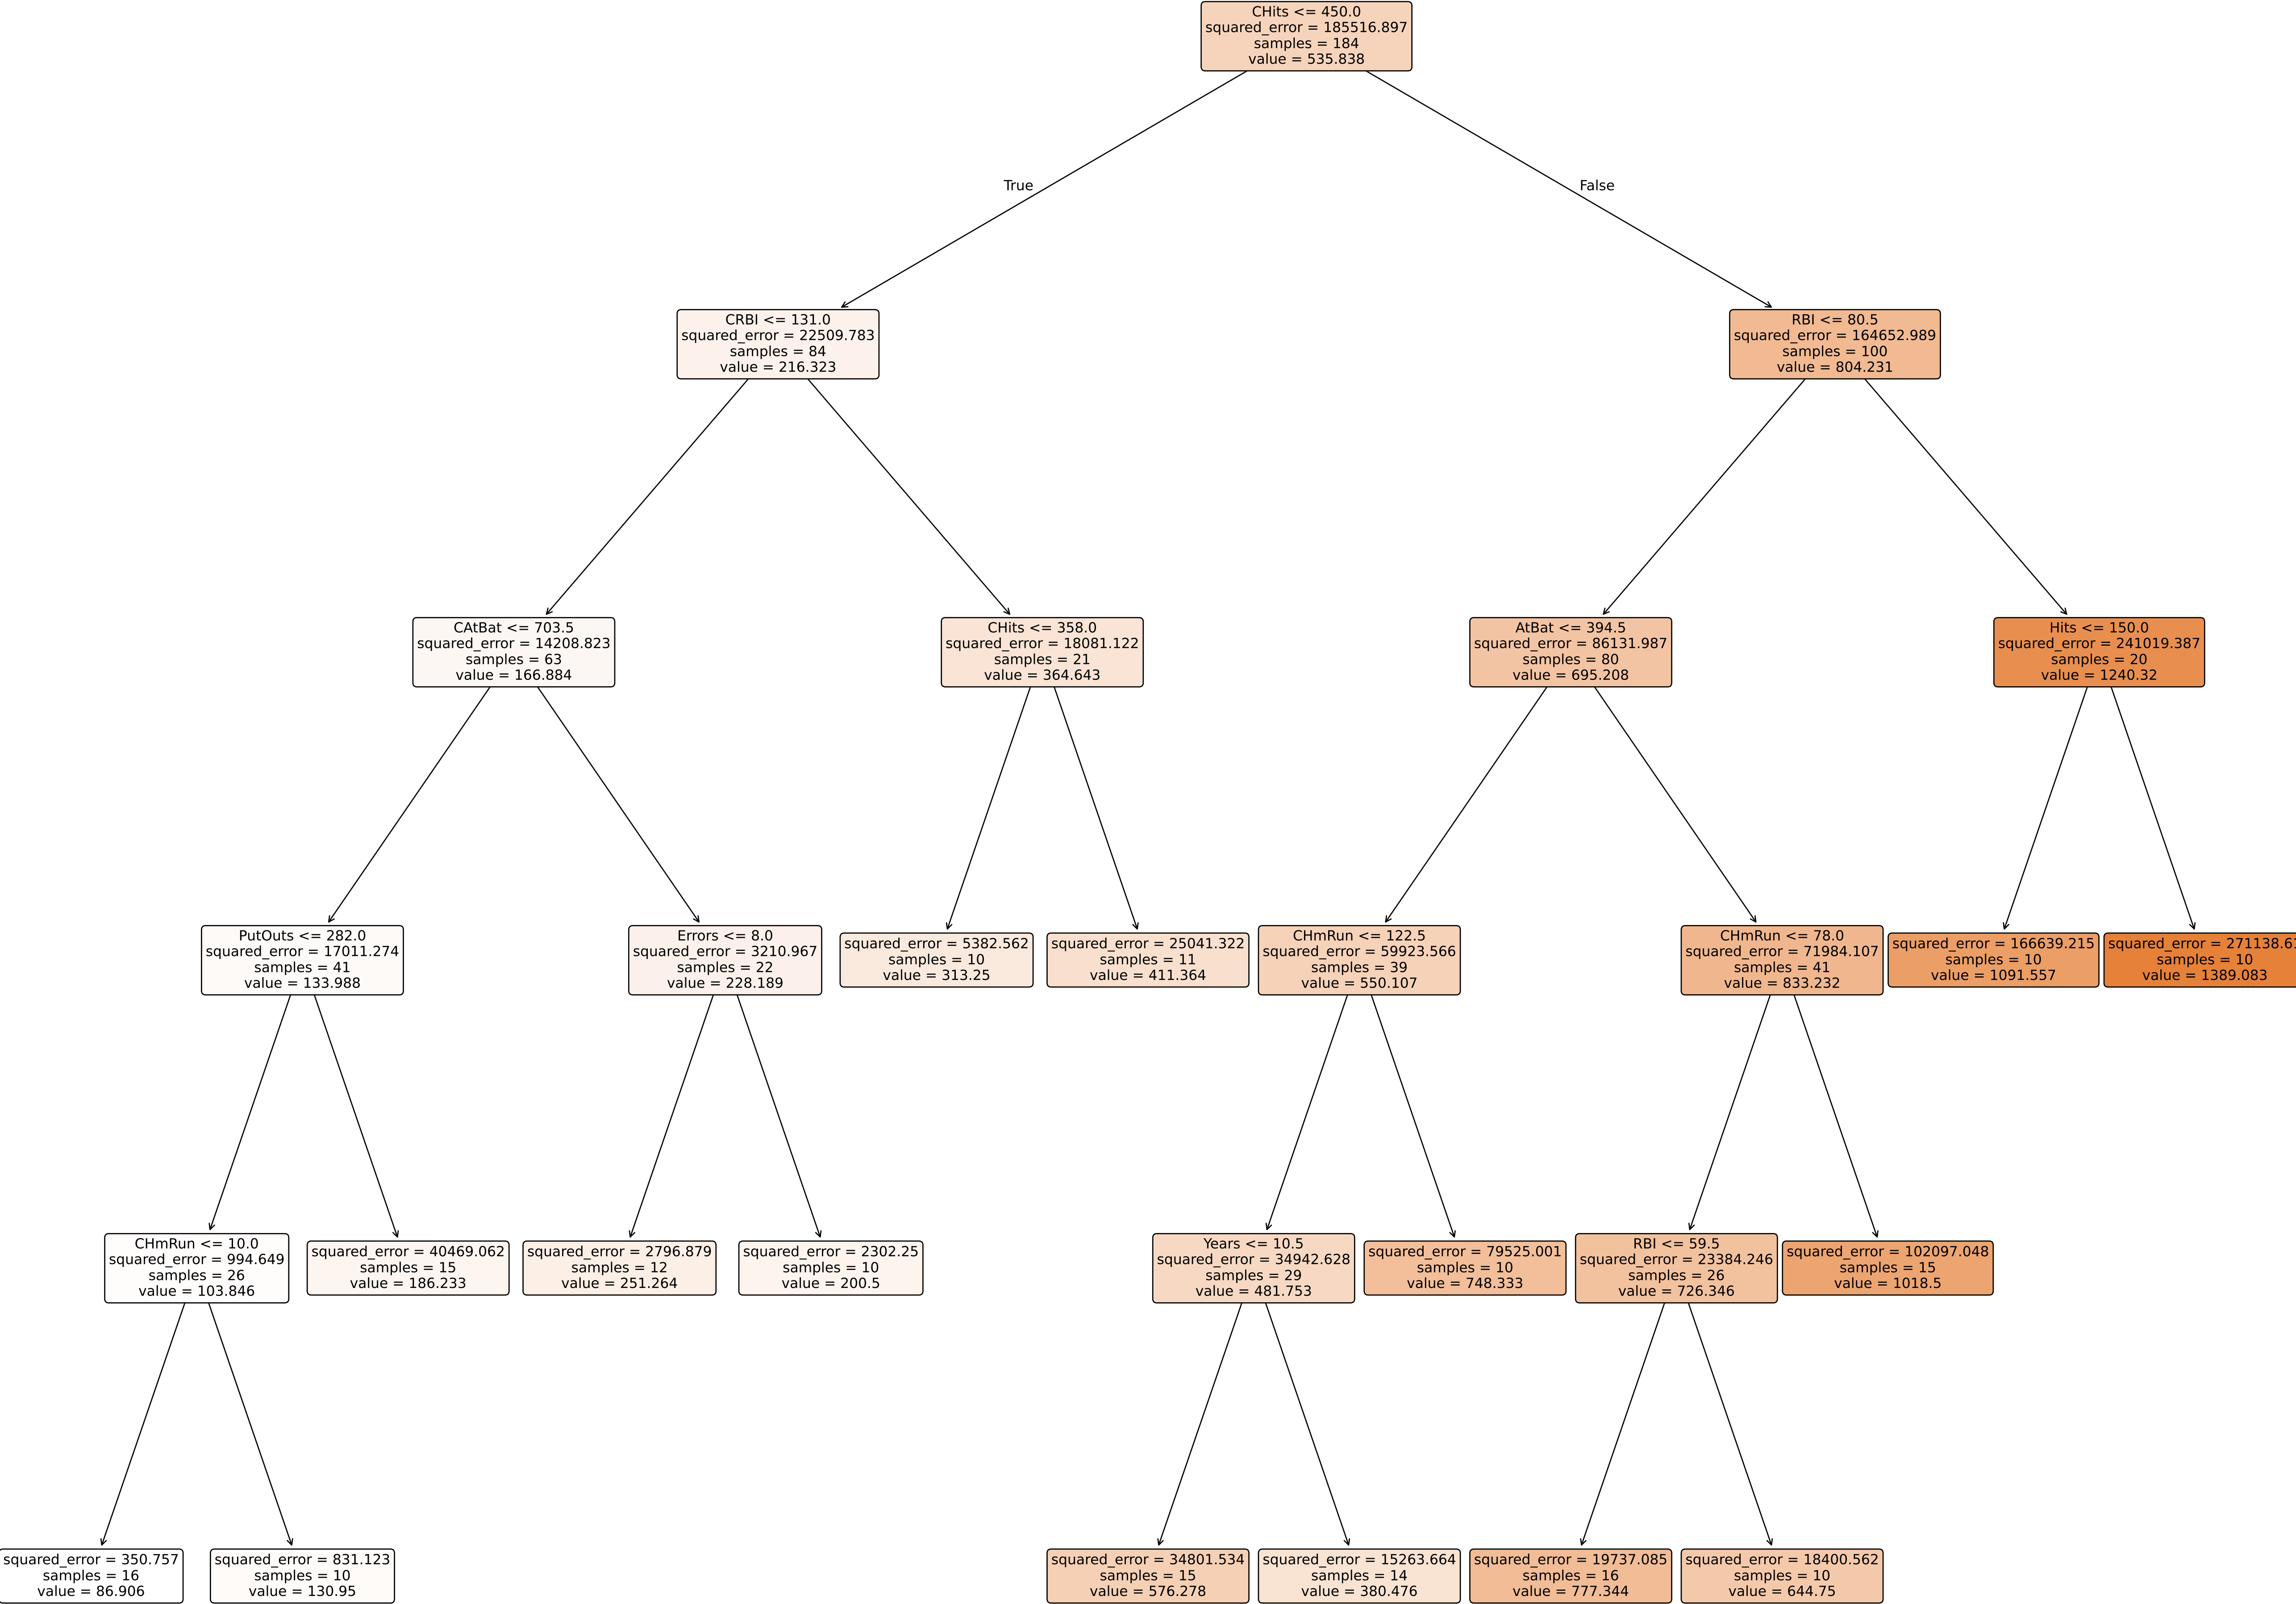 CHits <= 450.0
squared_error = 185516.897
samples = 184
value = 535.838
True
False
CRBI <= 131.0
squared_error = 22509.783
samples = 84
value = 216.323
RBI <= 80.5
squared_error = 164652.989
samples = 100
value = 804.231
CAtBat <= 703.5
squared_error = 14208.823
samples = 63
value = 166.884
CHits <= 358.0
squared_error = 18081.122
samples = 21
value = 364.643
AtBat <= 394.5
squared_error = 86131.987
samples = 80
value = 695.208
Hits <= 150.0
squared_error = 241019.387
samples = 20
value = 1240.32
PutOuts <= 282.0
squared_error = 17011.274
samples = 41
value = 133.988
Errors <= 8.0
squared_error = 3210.967
samples = 22
value = 228.189
squared_error = 5382.562
samples = 10
value = 313.25
squared_error = 25041.322
samples = 11
value = 411.364
CHmRun <= 122.5
squared_error = 59923.566
samples = 39
value = 550.107
CHmRun <= 78.0
squared_error = 71984.107
samples = 41
value = 833.232
squared_error = 166639.215
samples = 10
value = 1091.557
squared_error =
samples = 10
value = 1389.083
CHmRun <= 10.0
squared_error = 994.649
samples = 26
value = 103.846
squared_error = 40469.062
samples = 15
value = 186.233
squared_error = 2796.879
samples = 12
value = 251.264
squared_error = 2302.25
samples = 10
value = 200.5
Years <= 10.5
squared_error = 34942.628
samples = 29
value = 481.753
squared_error = 79525.001
samples = 10
value = 748.333
RBI <= 59.5
squared_error = 23384.246
samples = 26
value = 726.346
squared_error = 102097.048
samples = 15
value = 1018.5
squared_error = 350.757
samples = 16
value = 86.906
squared_error = 831.123
samples = 10
value = 130.95
squared_error = 34801.534
samples = 15
value = 576.278
squared_error = 15263.664
samples = 14
value = 380.476
squared_error = 19737.085
samples = 16
value = 777.344
squared_error = 18400.562
samples = 10
value = 644.75